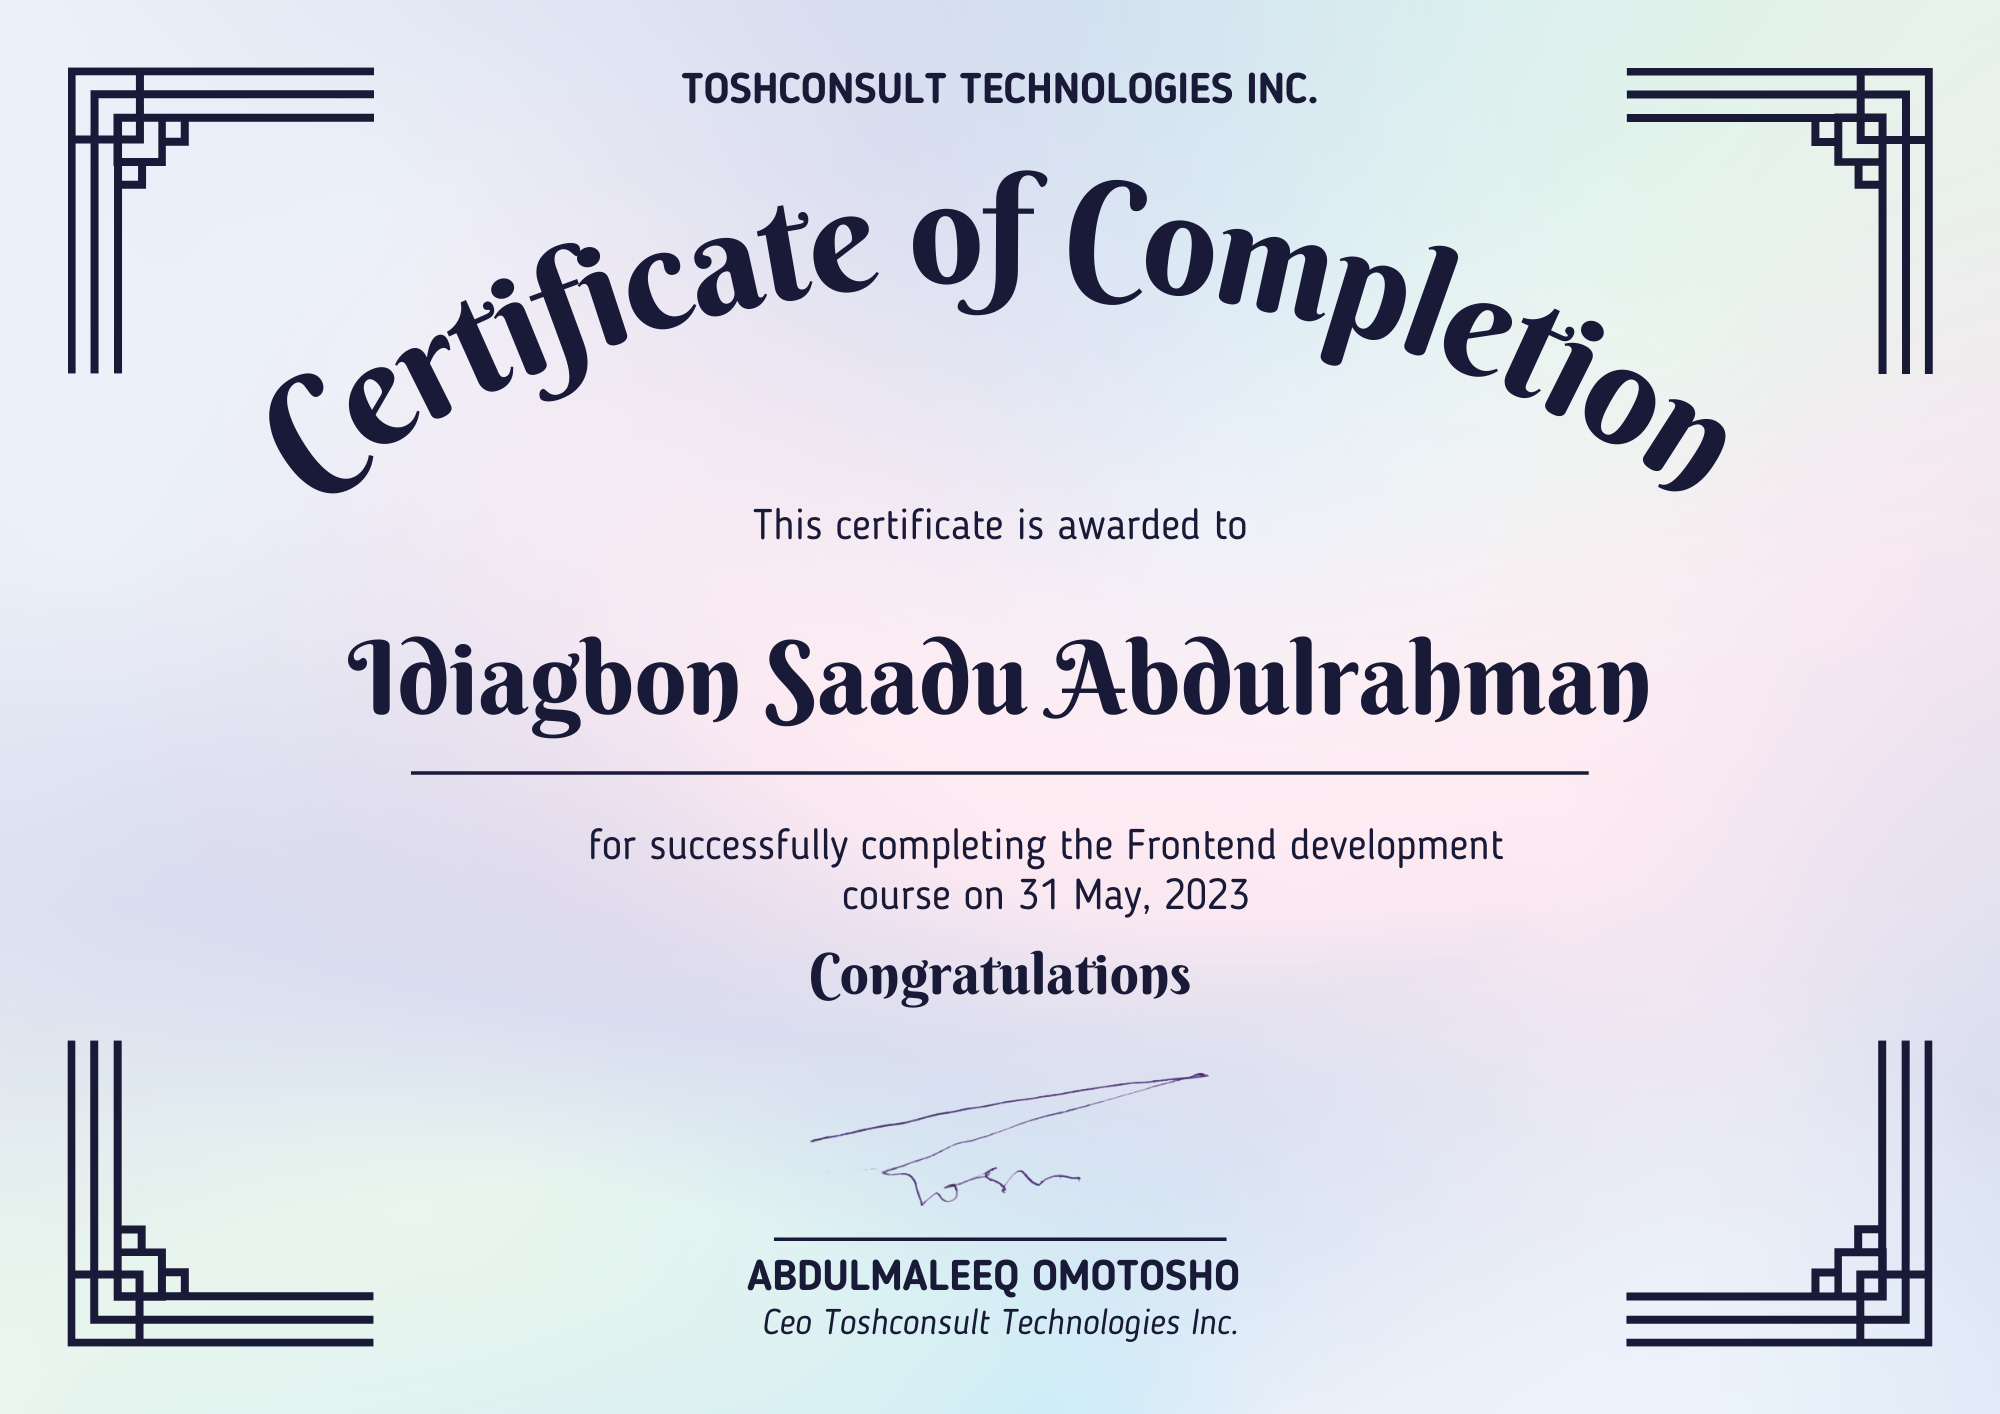 TOSHCONSULT TECHNOLOGIES INC.
Certificate of Completion
This certificate is awarded to
Idiagbon Saadu Abdulrahman
for successfully completing the Frontend development
course on 31 May, 2023
Congratulations
ABDULMALEEQ OMOTOSHO
Ceo Toshconsult Technologies Inc.